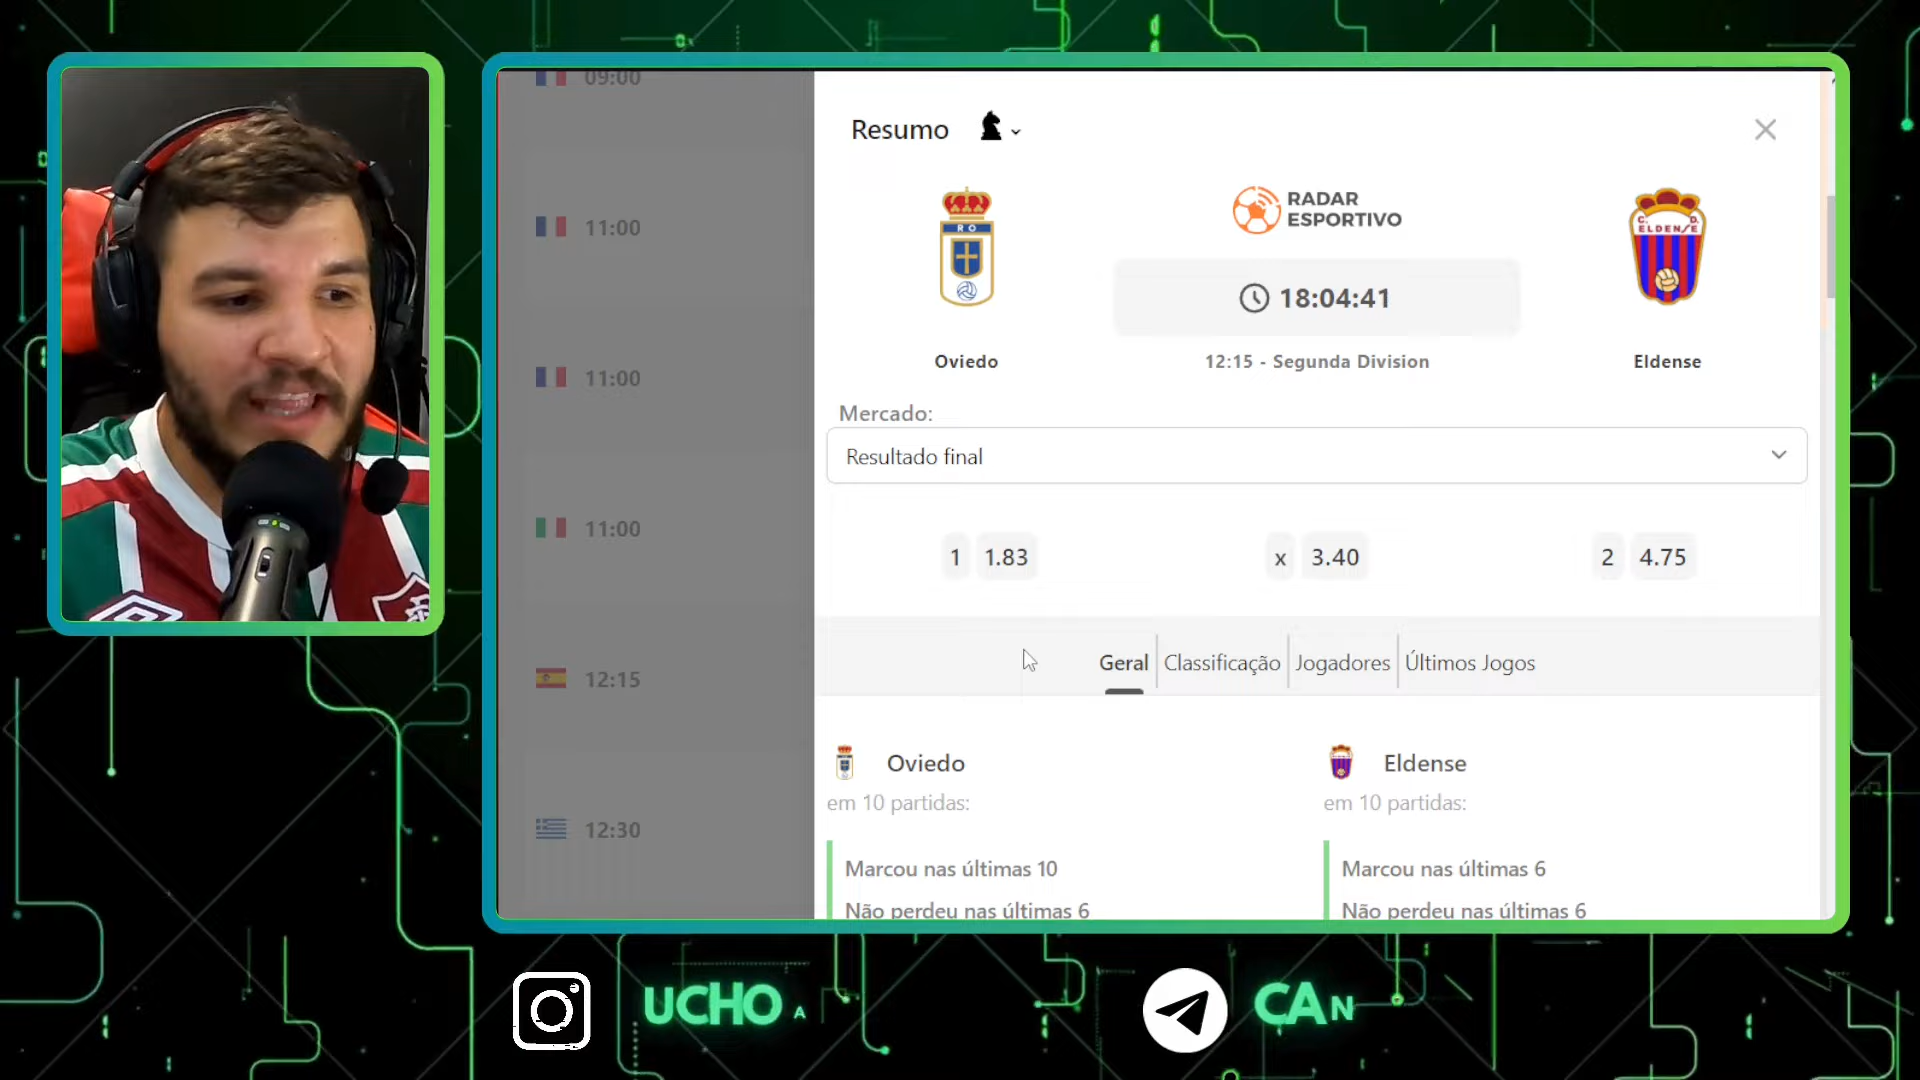 09:00
11:00
11:00
11:00
12:15
12:30
Resumo
RADAR
ESPORTIVO
R O
C. D.
ELDENSE
18:04:41
Oviedo
12:15 - Segunda Division
Eldense
Mercado:
Resultado final
1 1.83
x 3.40
2 4.75
Geral
Classificação
Jogadores
Últimos Jogos
Oviedo
em 10 partidas:
Marcou nas últimas 10
Não perdeu nas últimas 6
Eldense
em 10 partidas:
Marcou nas últimas 6
Não perdeu nas últimas 6
UCHO A
CAN